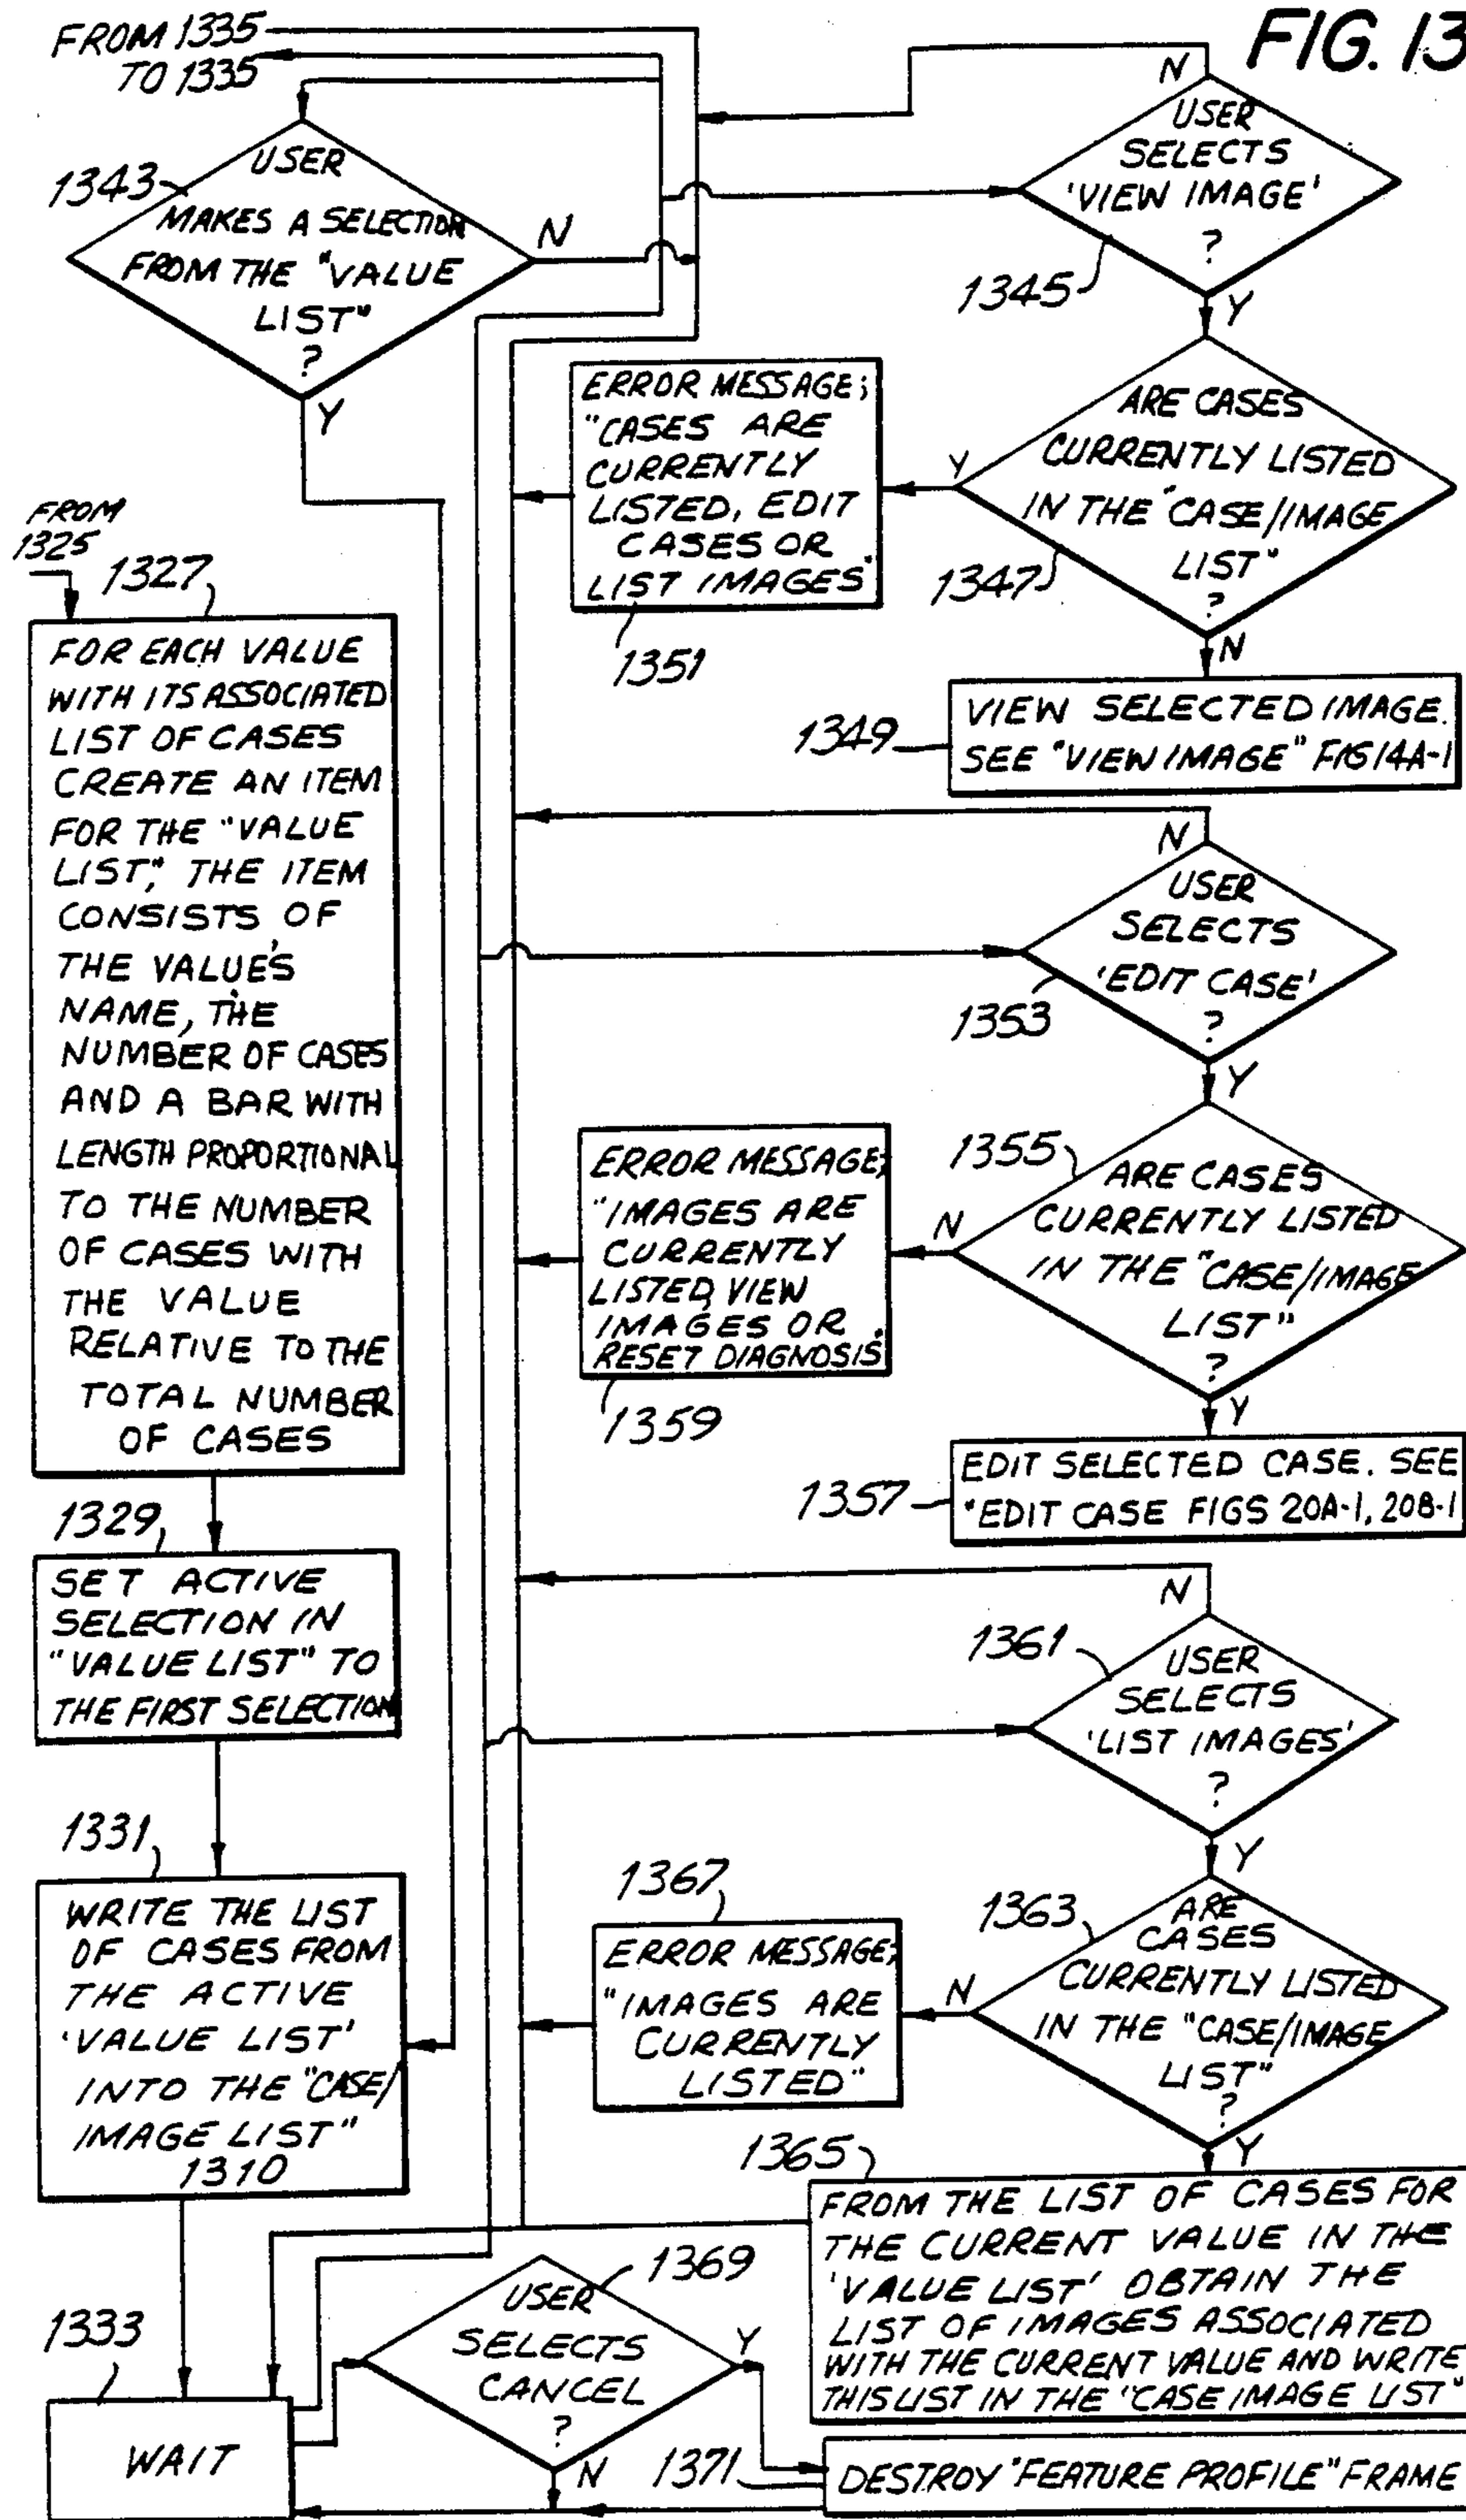 FIG. 13
FROM 1335
TO 1335
1343
USER
MAKES A SELECTION
FROM THE "VALUE
LIST"
?
N
Y
N
USER
SELECTS
'VIEW IMAGE'
?
1345
Y
ARE CASES
CURRENTLY LISTED
IN THE "CASE/IMAGE
LIST"
?
1347
Y
N
ERROR MESSAGE;
"CASES ARE
CURRENTLY
LISTED, EDIT
CASES OR
LIST IMAGES"
1351
1349
VIEW SELECTED IMAGE.
SEE "VIEW IMAGE" FIG 14A-1
FROM
1325
1327
FOR EACH VALUE
WITH ITS ASSOCIATED
LIST OF CASES
CREATE AN ITEM
FOR THE "VALUE
LIST", THE ITEM
CONSISTS OF
THE VALUE'S
NAME, THE
NUMBER OF CASES
AND A BAR WITH
LENGTH PROPORTIONAL
TO THE NUMBER
OF CASES WITH
THE VALUE
RELATIVE TO THE
TOTAL NUMBER
OF CASES
N
USER
SELECTS
'EDIT CASE'
?
1353
Y
1355
ARE CASES
CURRENTLY LISTED
IN THE "CASE/IMAGE
LIST"
?
N
Y
ERROR MESSAGE;
"IMAGES ARE
CURRENTLY
LISTED, VIEW
IMAGES OR
RESET DIAGNOSIS"
1359
1357
EDIT SELECTED CASE. SEE
"EDIT CASE FIGS 20A-1, 20B-1
1329
SET ACTIVE
SELECTION IN
"VALUE LIST" TO
THE FIRST SELECTION
N
1361
USER
SELECTS
'LIST IMAGES'
?
Y
1331
WRITE THE LIST
OF CASES FROM
THE ACTIVE
'VALUE LIST'
INTO THE "CASE/
IMAGE LIST"
1310
1367
ERROR MESSAGE;
"IMAGES ARE
CURRENTLY
LISTED"
1363
ARE
CASES
CURRENTLY LISTED
IN THE "CASE/IMAGE
LIST"
?
N
Y
1365
FROM THE LIST OF CASES FOR
THE CURRENT VALUE IN THE
'VALUE LIST' OBTAIN THE
LIST OF IMAGES ASSOCIATED
WITH THE CURRENT VALUE AND WRITE
THIS LIST IN THE "CASE IMAGE LIST"
1333
WAIT
1369
USER
SELECTS
CANCEL
?
Y
N
1371
DESTROY "FEATURE PROFILE" FRAME